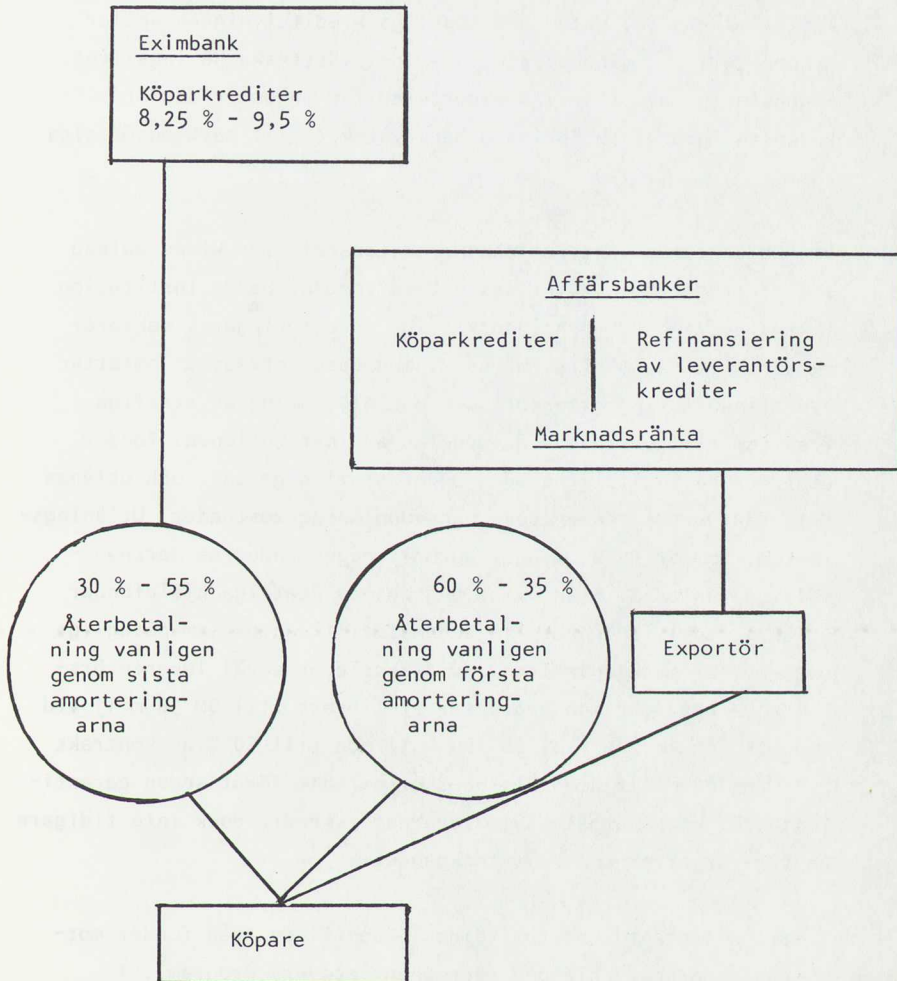 Eximbank
Köparkrediter
8,25 % - 9,5 %
Affärsbanker
Köparkrediter
Refinansiering
av leverantörs-
krediter
Marknadsränta
30 % - 55 %
Återbetal-
ning vanligen
genom sista
amortering-
arna
60 % - 35 %
Återbetal-
ning vanligen
genom första
amortering-
arna
Exportör
Köpare